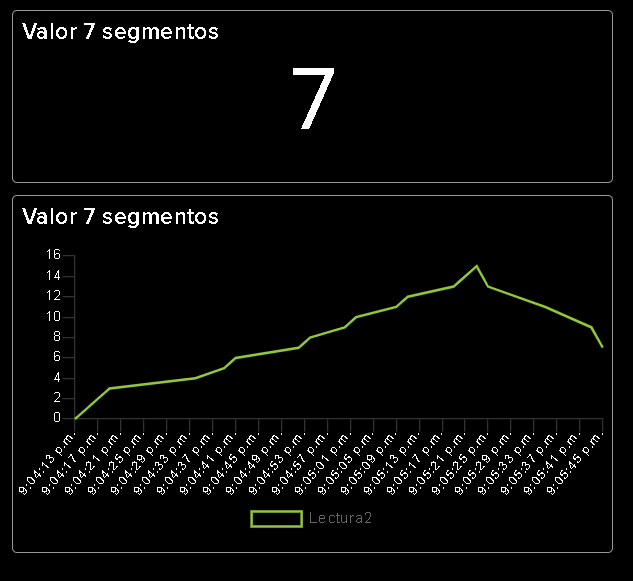 Valor 7 segmentos
7
Valor 7 segmentos
16
14
12
10
8
6
4
2
0
9:04:13 p.m.
9:04:17 p.m.
9:04:21 p.m.
9:04:25 p.m.
9:04:29 p.m.
9:04:33 p.m.
9:04:37 p.m.
9:04:41 p.m.
9:04:45 p.m.
9:04:49 p.m.
9:04:53 p.m.
9:04:57 p.m.
9:05:01 p.m.
9:05:05 p.m.
9:05:09 p.m.
9:05:13 p.m.
9:05:17 p.m.
9:05:21 p.m.
9:05:25 p.m.
9:05:29 p.m.
9:05:33 p.m.
9:05:37 p.m.
9:05:41 p.m.
9:05:45 p.m.
Lectura2